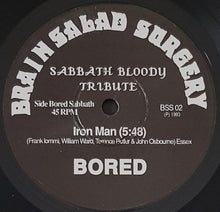 BRAIN SALAD SURGERY
SABBATH BLOODY
TRIBUTE
Side Bored Sabbath
45 RPM
BSS 02
(P) 1993
Iron Man (5:48)
(Frank Iommi, William Ward, Terence Butler & John Osbourne) Essex
BORED